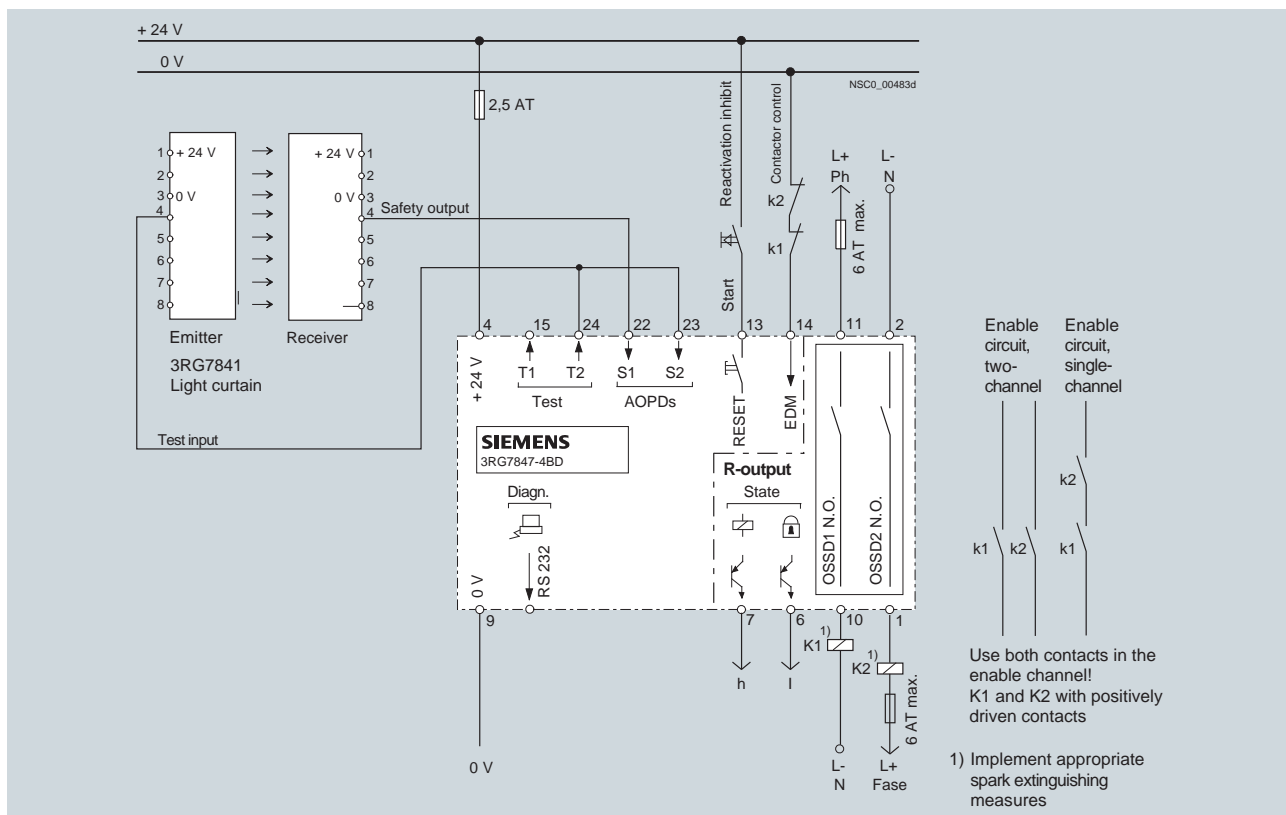 + 24 V
0 V
NSC0_00483d
2,5 AT
Reactivation inhibit
Contactor control
Start
k2
k1
L+
Ph
L-
N
6 AT max.
1
+ 24 V
2
3
0 V
4
5
6
7
8
+ 24 V
1
2
0 V
3
4
5
6
7
8
Safety output
Emitter
Receiver
3RG7841
Light curtain
Test input
4
15
24
22
23
13
14
11
2
+ 24 V
T1
T2
S1
S2
Test
AOPDs
RESET
EDM
SIEMENS
3RG7847-4BD
R-output
Diagn.
State
OSSD1 N.O.
OSSD2 N.O.
0 V
RS 232
9
7
6
10
1
K1
1)
K2
1)
h
l
6 AT max.
0 V
L-
N
L+
Fase
Enable
circuit,
two-
channel
Enable
circuit,
single-
channel
k2
k1
k2
k1
Use both contacts in the
enable channel!
K1 and K2 with positively
driven contacts
1) Implement appropriate
spark extinguishing
measures